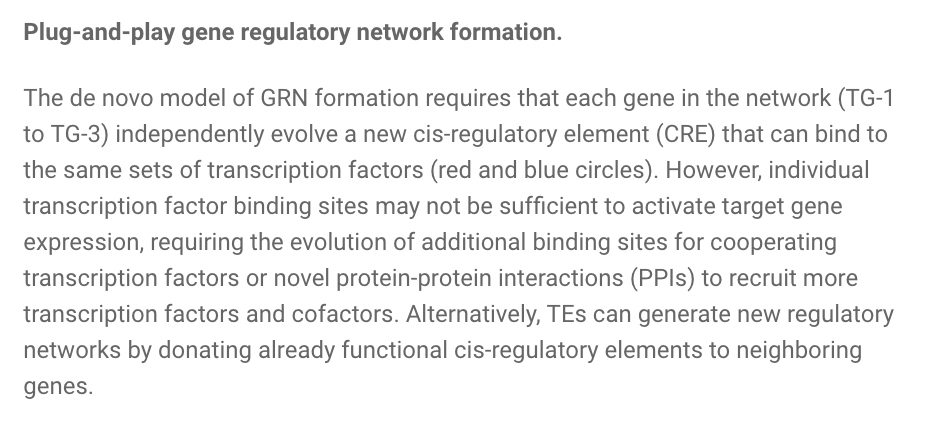 Plug-and-play gene regulatory network formation.
The de novo model of GRN formation requires that each gene in the network (TG-1
to TG-3) independently evolve a new cis-regulatory element (CRE) that can bind to
the same sets of transcription factors (red and blue circles). However, individual
transcription factor binding sites may not be sufficient to activate target gene
expression, requiring the evolution of additional binding sites for cooperating
transcription factors or novel protein-protein interactions (PPIs) to recruit more
transcription factors and cofactors. Alternatively, TEs can generate new regulatory
networks by donating already functional cis-regulatory elements to neighboring
genes.